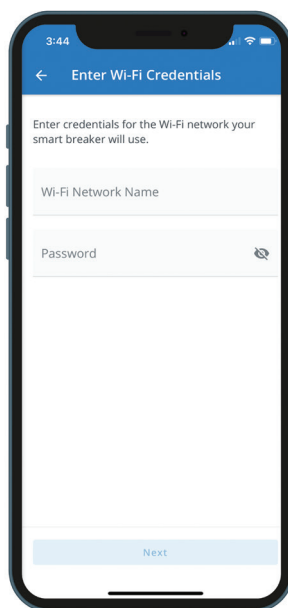 3:44
Enter Wi-Fi Credentials
Enter credentials for the Wi-Fi network your
smart breaker will use.
Wi-Fi Network Name
Password
Next